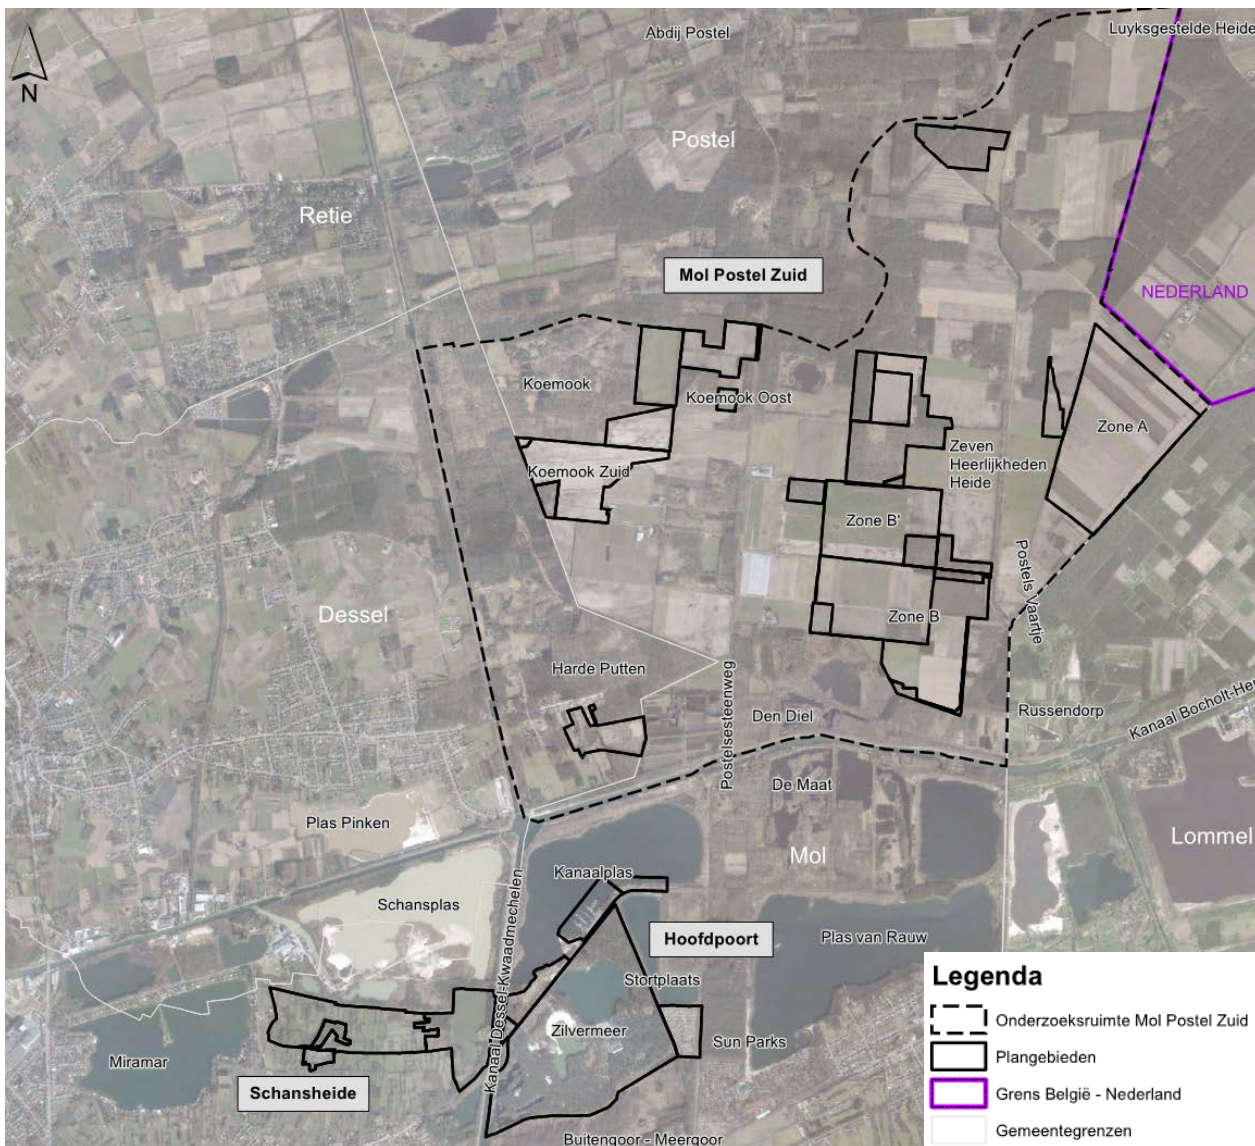 Abdij Postel
Luyksgestelde Heide
N
Postel
Retie
Mol Postel Zuid
NEDERLAND
Koemook
Koemook Oost
Zone A
Zeven
Heerlijkheden
Heide
Koemook Zuid
Zone B'
Postels Vaartje
Dessel
Zone B
Harde Putten
Postelsesteenweg
Den Diel
Russendorp
Kanaal Bocholt-Her
De Maat
Plas Pinken
Lommel
Mol
Kanaalplas
Schansplas
Hoofdpoort
Plas van Rauw
Kanaal Dessel-Kwaadmechelen
Stortplaats
Zilvermeer
Sun Parks
Miramar
Schansheide
Buitengoor - Meergoor
Legenda
Onderzoeksruimte Mol Postel Zuid
Plangebieden
Grens België - Nederland
Gemeentegrenzen